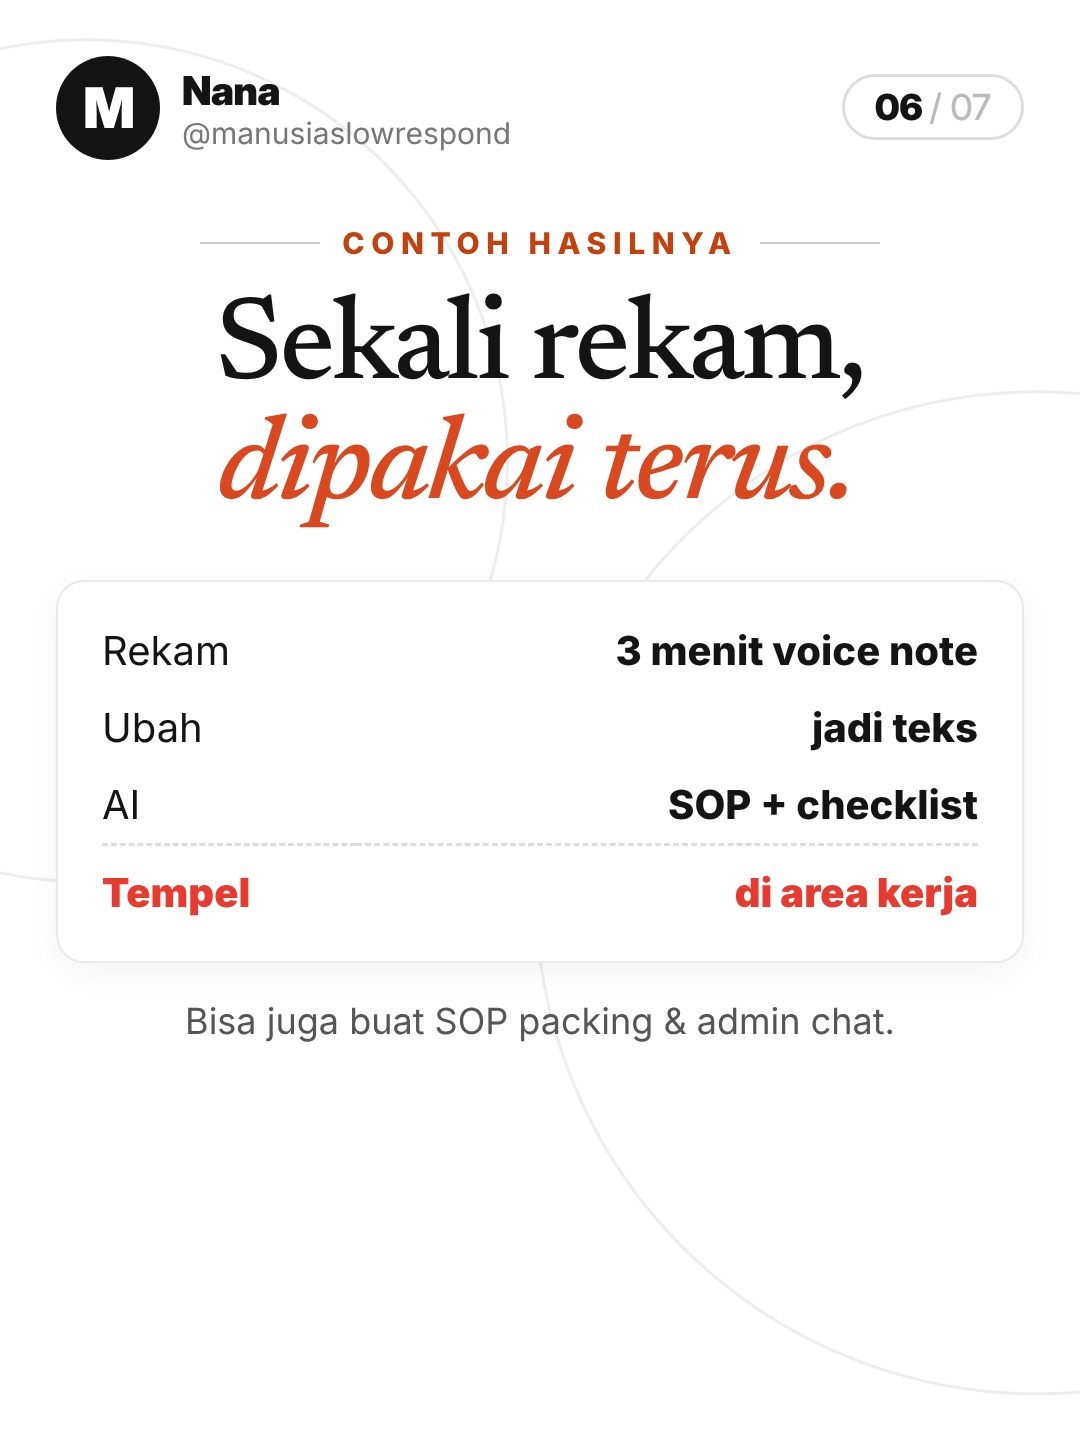 M
Nana
@manusiaslowrespond
06 / 07
CONTOH HASILNYA
Sekali rekam,
dipakai terus.
Rekam 3 menit voice note
Ubah jadi teks
AI SOP + checklist
Tempel di area kerja
Bisa juga buat SOP packing & admin chat.